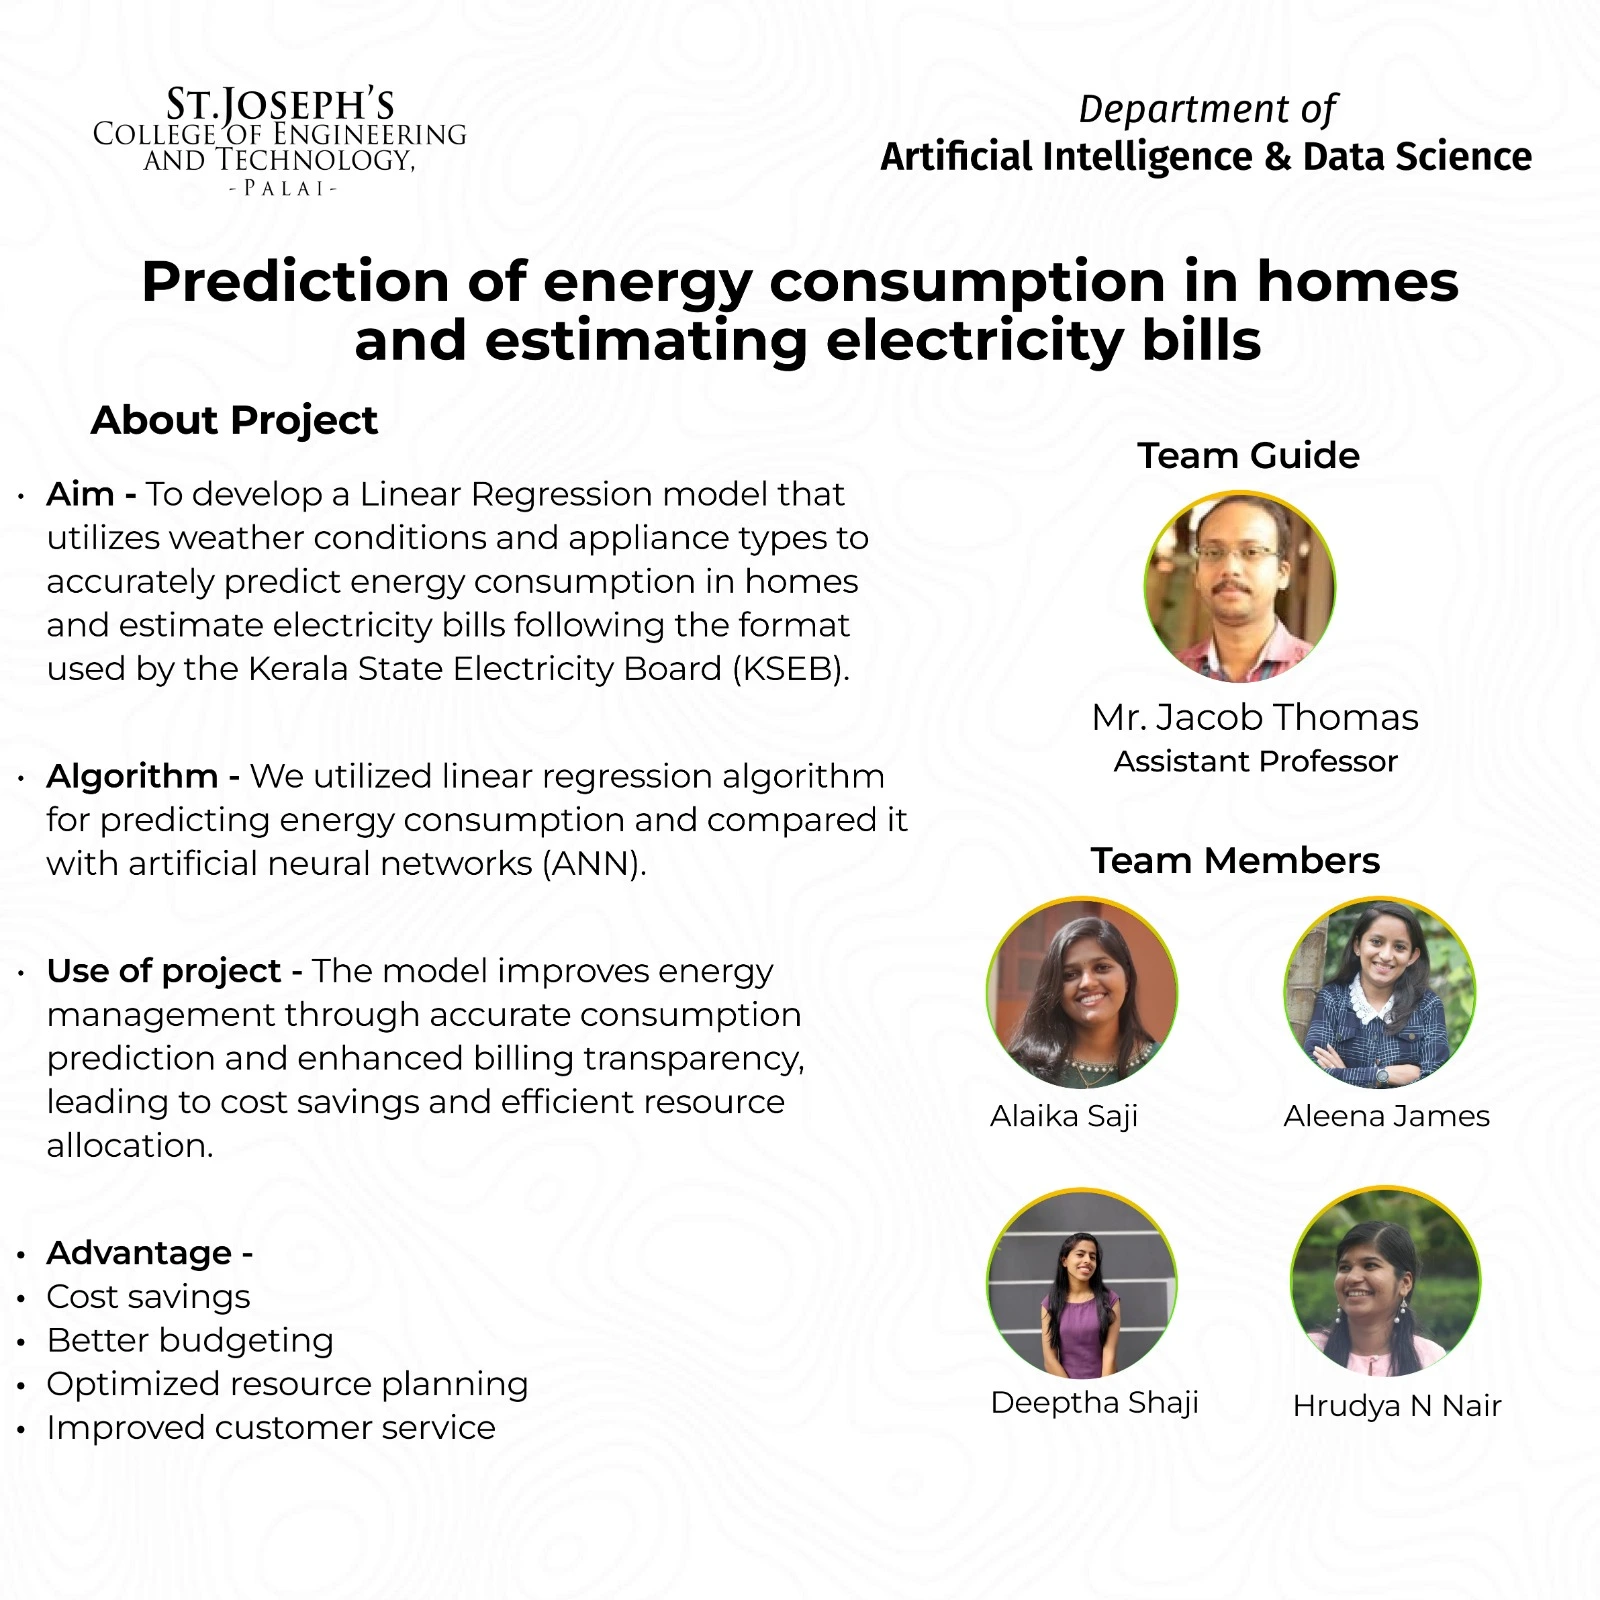 ST.JOSEPH'S
COLLEGE OF ENGINEERING
AND TECHNOLOGY,
-PALAI-
Department of
Artificial Intelligence & Data Science
Prediction of energy consumption in homes
and estimating electricity bills
About Project
• Aim - To develop a Linear Regression model that
utilizes weather conditions and appliance types to
accurately predict energy consumption in homes
and estimate electricity bills following the format
used by the Kerala State Electricity Board (KSEB).
• Algorithm - We utilized linear regression algorithm
for predicting energy consumption and compared it
with artificial neural networks (ANN).
• Use of project - The model improves energy
management through accurate consumption
prediction and enhanced billing transparency,
leading to cost savings and efficient resource
allocation.
• Advantage -
• Cost savings
• Better budgeting
• Optimized resource planning
• Improved customer service
Team Guide
Mr. Jacob Thomas
Assistant Professor
Team Members
Alaika Saji
Aleena James
Deeptha Shaji
Hrudya N Nair